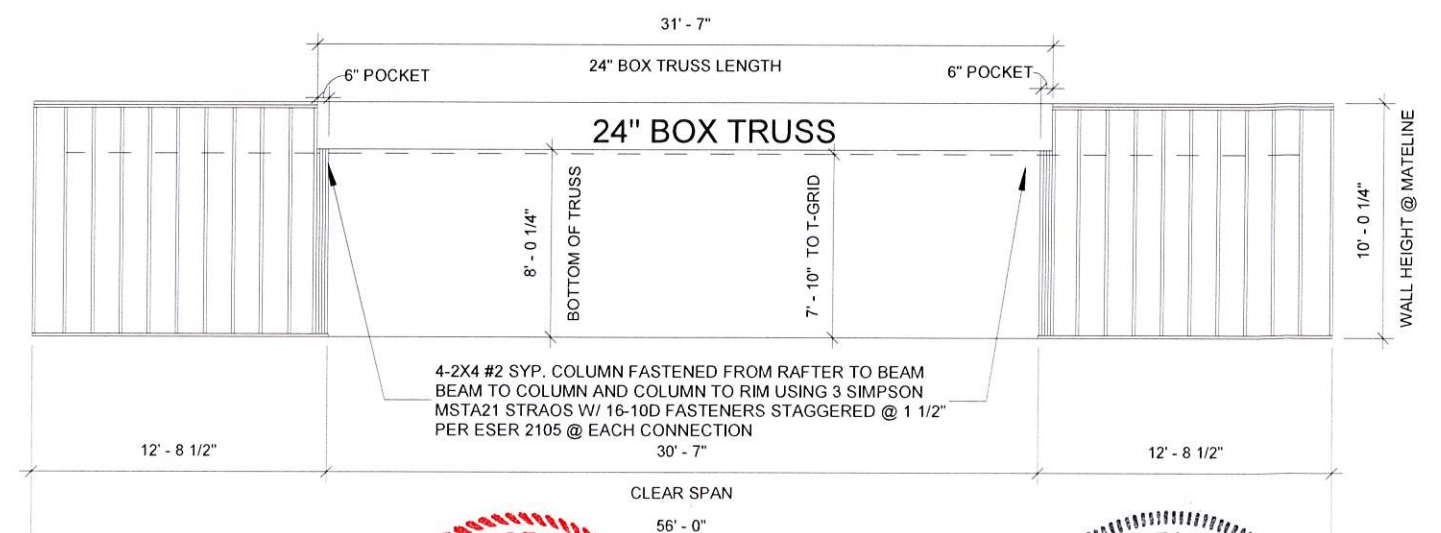 31' - 7"
24" BOX TRUSS LENGTH
6" POCKET
6" POCKET
24" BOX TRUSS
8' - 0 1/4"
BOTTOM OF TRUSS
7' - 10" TO T-GRID
10' - 0 1/4"
WALL HEIGHT @ MATELINE
4-2X4 #2 SYP. COLUMN FASTENED FROM RAFTER TO BEAM
BEAM TO COLUMN AND COLUMN TO RIM USING 3 SIMPSON
MSTA21 STRAOS W/ 16-10D FASTENERS STAGGERED @ 1 1/2"
PER ESER 2105 @ EACH CONNECTION
12' - 8 1/2"
30' - 7"
12' - 8 1/2"
CLEAR SPAN
56' - 0"